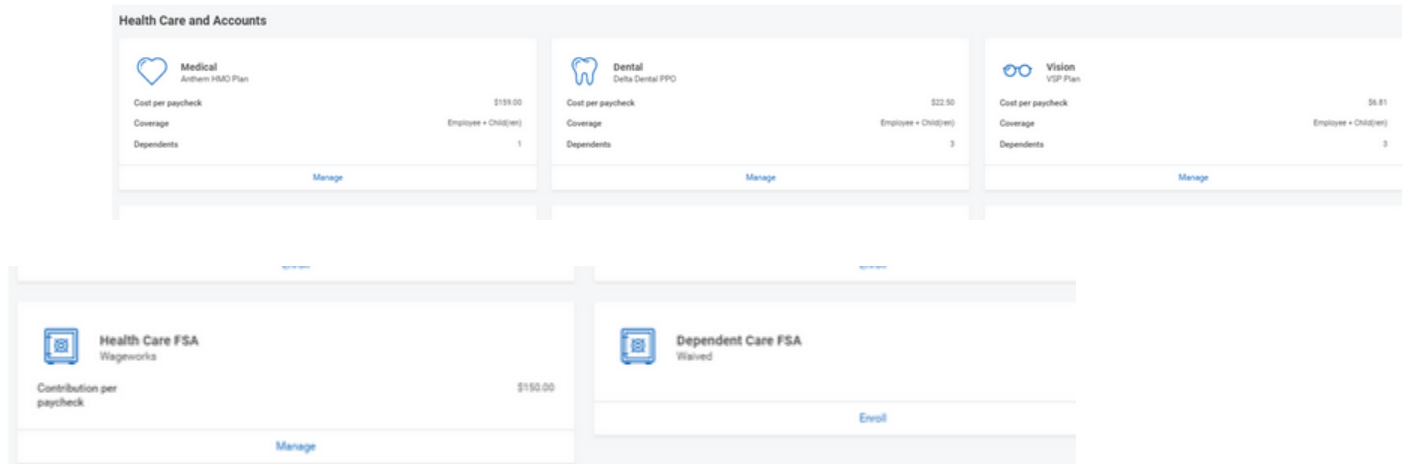 Health Care and Accounts
Medical
Anthem HMO Plan
Cost per paycheck $159.00
Coverage Employee + Child(ren)
Dependents 1
Manage
Dental
Delta Dental PPO
Cost per paycheck $22.50
Coverage Employee + Child(ren)
Dependents 3
Manage
Vision
VSP Plan
Cost per paycheck $6.81
Coverage Employee + Child(ren)
Dependents 3
Manage
Health Care FSA
Wageworks
Contribution per
paycheck $150.00
Manage
Dependent Care FSA
Waived
Enroll